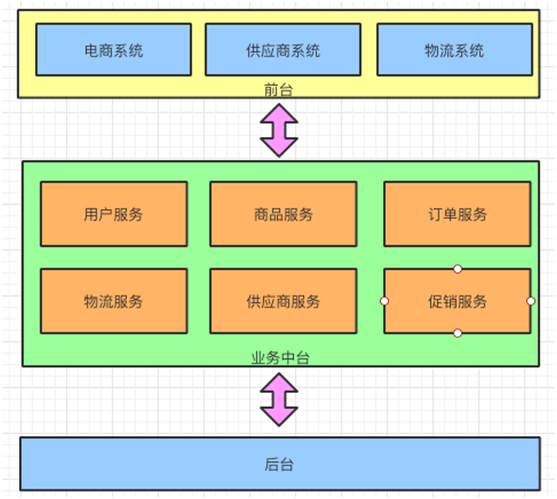 电商系统 供应商系统 物流系统
前台
用户服务 商品服务 订单服务
物流服务 供应商服务 促销服务
业务中台
后台